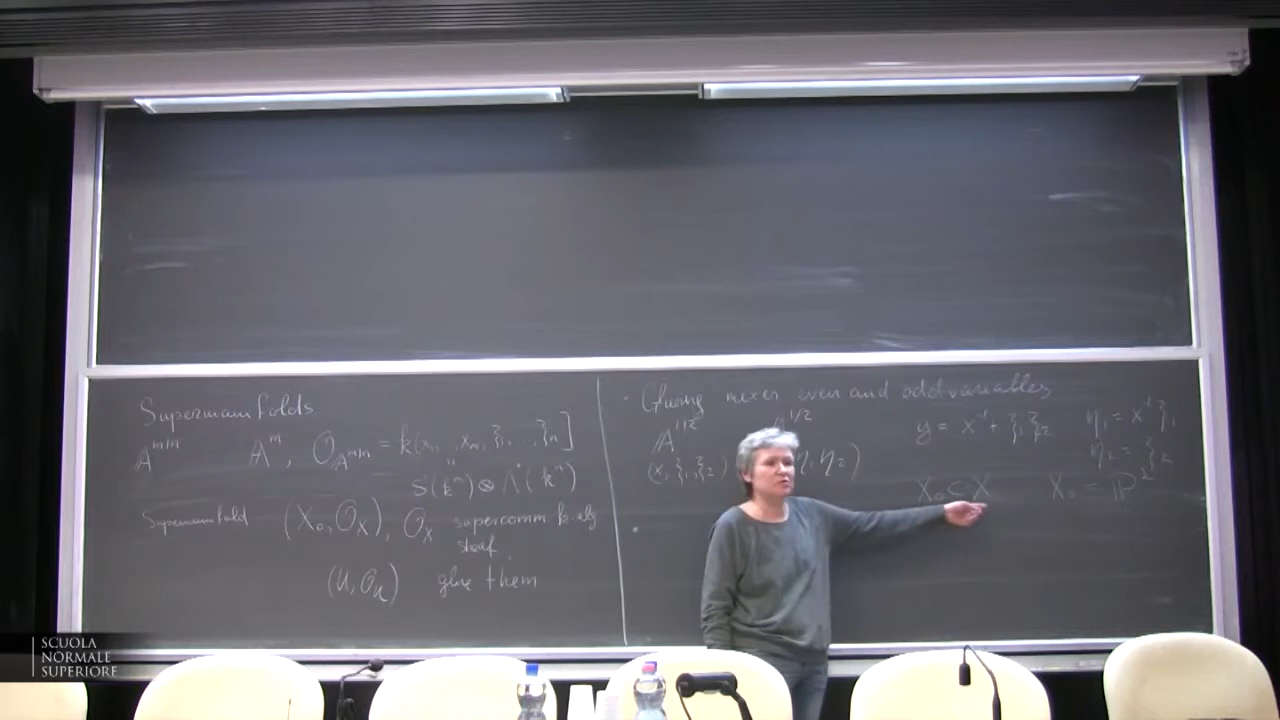 Supermanifolds
A^{m|n} A^m, O_{A^{m|n}} = k[x_1 .. x_m, ξ_1 ... ξ_n]
S(k^m) ⊗ Λ^•(k^n)
Supermanifold (X_0, O_X), O_X supercomm k-alg
sheaf
(U, O_U) glue them
• Gluing mixes even and odd variables
A^{1|2} A^{1|2} y = x^{-1} + ξ_1 ξ_2 η_1 = x^{-1} ξ_1
(x, ξ_1, ξ_2) η_1, η_2) η_2 = ξ_2
X_0 ⊂ X X_0 = P
SCUOLA
NORMALE
SUPERIORE